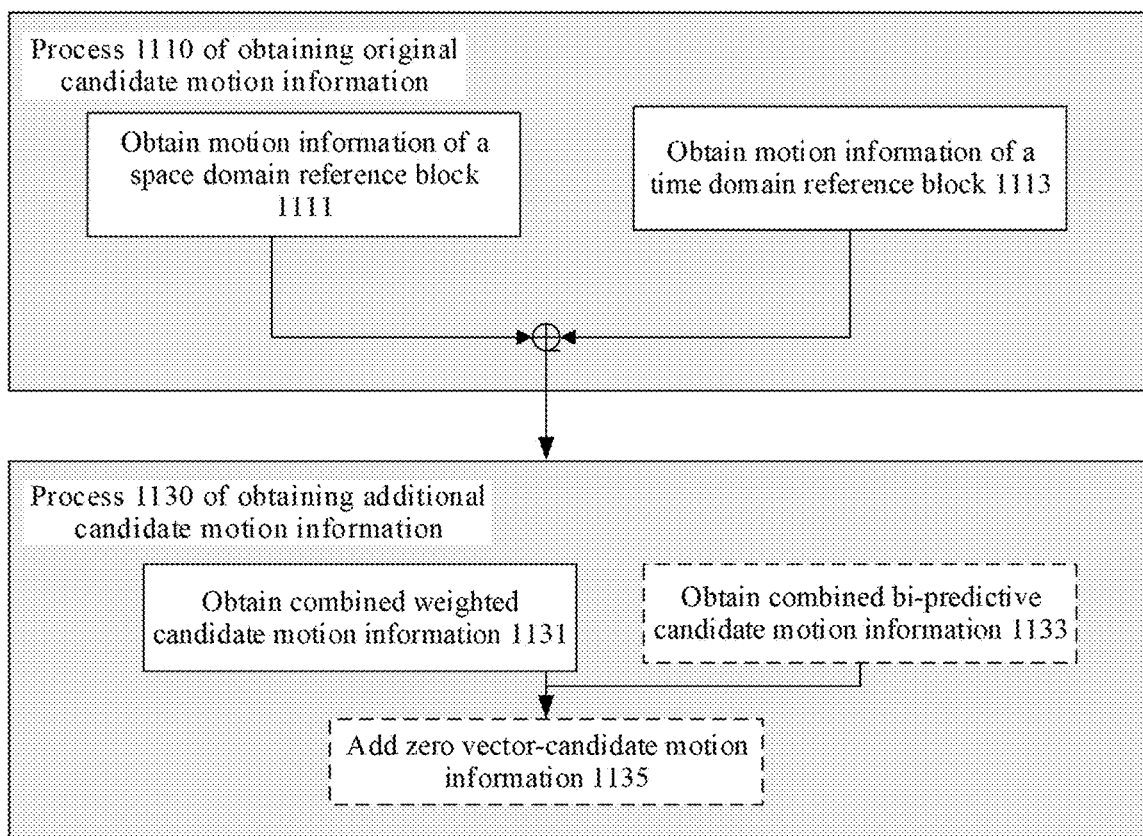 Process 1110 of obtaining original
candidate motion information
Obtain motion information of a
space domain reference block
1111
Obtain motion information of a
time domain reference block 1113
Process 1130 of obtaining additional
candidate motion information
Obtain combined weighted
candidate motion information 1131
Obtain combined bi-predictive
candidate motion information 1133
Add zero vector-candidate motion
information 1135